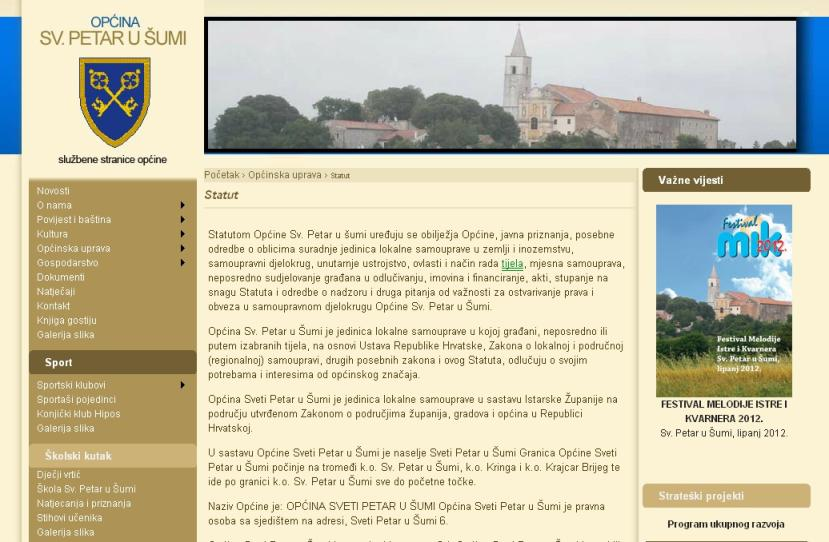 OPĆINA
SV. PETAR U ŠUMI
službene stranice općine
Novosti
O nama
Povijest i baština
Kultura
Općinska uprava
Gospodarstvo
Dokumenti
Natječaji
Kontakt
Knjiga gostiju
Galerija slika
Sport
Sportski klubovi
Sportaši pojedinci
Konjički klub Hipos
Galerija slika
Školski kutak
Dječji vrtić
Škola Sv. Petar u Šumi
Natjecanja i priznanja
Stihovi učenika
Galerija slika
Početak › Općinska uprava › Statut
Statut
Statutom Općine Sv. Petar u šumi uređuju se obilježja Općine, javna priznanja, posebne
odredbe o oblicima suradnje jedinica lokalne samouprave u zemlji i inozemstvu,
samoupravni djelokrug, unutarnje ustrojstvo, ovlasti i način rada tijela, mjesna samouprava,
neposredno sudjelovanje građana u odlučivanju, imovina i financiranje, akti, stupanje na
snagu Statuta i odredbe o nadzoru i druga pitanja od važnosti za ostvarivanje prava i
obveza u samoupravnom djelokrugu Općine Sv. Petar u Šumi.
Općina Sv. Petar u Šumi je jedinica lokalne samouprave u kojoj građani, neposredno ili
putem izabranih tijela, na osnovi Ustava Republike Hrvatske, Zakona o lokalnoj i područnoj
(regionalnoj) samoupravi, drugih posebnih zakona i ovog Statuta, odlučuju o svojim
potrebama i interesima od općinskog značaja.
Općina Sveti Petar u Šumi je jedinica lokalne samouprave u sastavu Istarske Županije na
području utvrđenom Zakonom o područjima županija, gradova i općina u Republici
Hrvatskoj.
U sastavu Općine Sveti Petar u Šumi je naselje Sveti Petar u Šumi Granica Općine Sveti
Petar u Šumi počinje na tromeđi k.o. Sv. Petar u Šumi, k.o. Kringa i k.o. Krajcar Brijeg te
ide po granici k.o. Sv. Petar u Šumi sve do početne točke.
Naziv Općine je: OPĆINA SVETI PETAR U ŠUMI Općina Sveti Petar u Šumi je pravna
osoba sa sjedištem na adresi, Sveti Petar u Šumi 6.
Važne vijesti
Festival
mik
2012.
Festival Melodije
Istre i Kvarnera
Sv. Petar u Šumi,
lipanj 2012.
FESTIVAL MELODIJE ISTRE I
KVARNERA 2012.
Sv. Petar u Šumi, lipanj 2012.
Strateški projekti
Program ukupnog razvoja